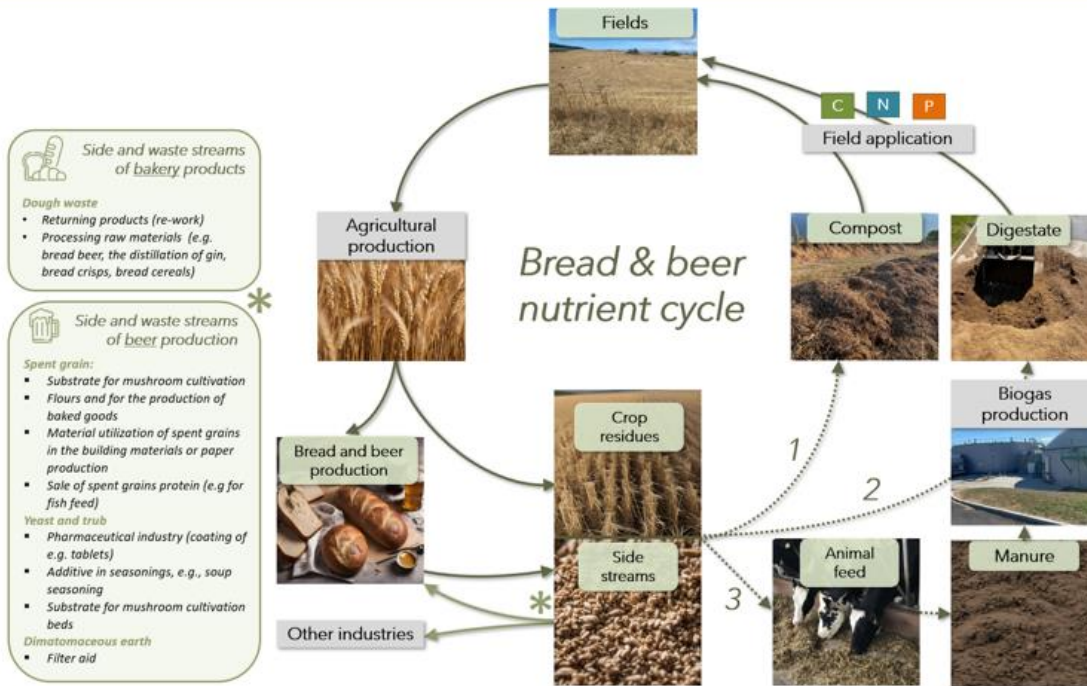 Fields
C N P
Field application
Side and waste streams
of bakery products
Dough waste
• Returning products (re-work)
• Processing raw materials (e.g.
bread beer, the distillation of gin,
bread crisps, bread cereals)
*
Side and waste streams
of beer production
Spent grain:
▪ Substrate for mushroom cultivation
▪ Flours and for the production of
baked goods
▪ Material utilization of spent grains
in the building materials or paper
production
▪ Sale of spent grains protein (e.g for
fish feed)
Yeast and trub
▪ Pharmaceutical industry (coating of
e.g. tablets)
▪ Additive in seasonings, e.g., soup
seasoning
▪ Substrate for mushroom cultivation
beds
Dimatomaceous earth
▪ Filter aid
Agricultural
production
Bread & beer
nutrient cycle
Compost
Digestate
Biogas
production
Bread and beer
production
Crop
residues
1
2
3
Side
streams
*
Animal
feed
Manure
Other industries